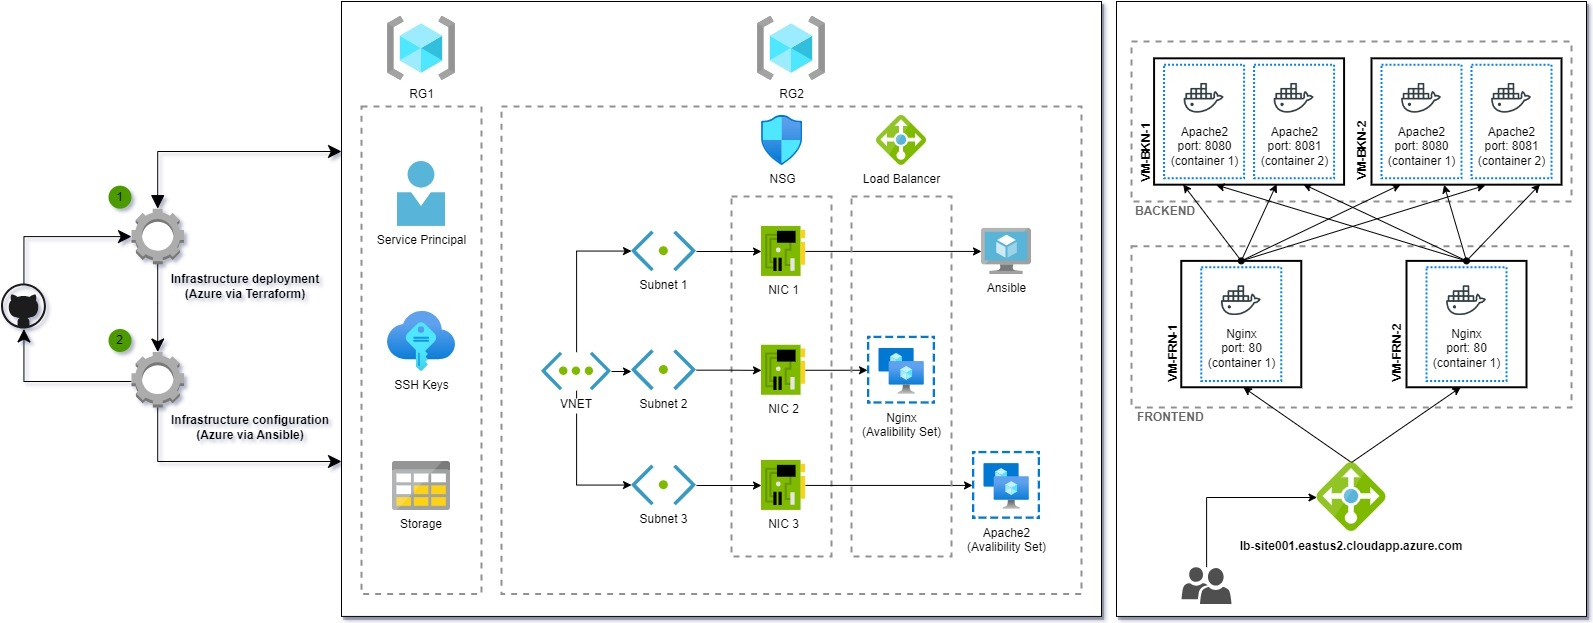 1
Infrastructure deployment
(Azure via Terraform)
2
Infrastructure configuration
(Azure via Ansible)
RG1
Service Principal
SSH Keys
Storage
RG2
NSG
Load Balancer
VNET
Subnet 1
NIC 1
Ansible
Subnet 2
NIC 2
Nginx
(Avalibility Set)
Subnet 3
NIC 3
Apache2
(Avalibility Set)
VM-BKN-1
Apache2
port: 8080
(container 1)
Apache2
port: 8081
(container 2)
VM-BKN-2
Apache2
port: 8080
(container 1)
Apache2
port: 8081
(container 2)
BACKEND
VM-FRN-1
Nginx
port: 80
(container 1)
VM-FRN-2
Nginx
port: 80
(container 1)
FRONTEND
lb-site001.eastus2.cloudapp.azure.com